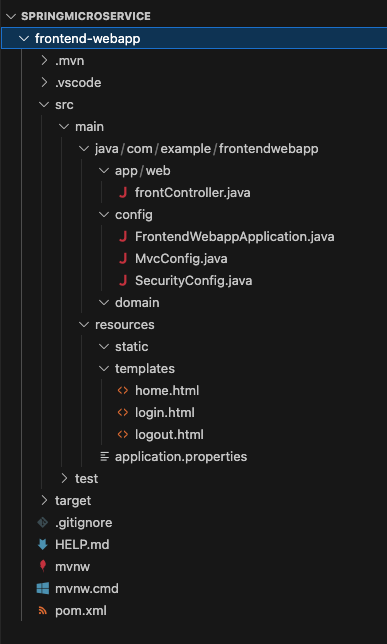 SPRINGMICROSERVICE
frontend-webapp
.mvn
.vscode
src
main
java/com/example/frontendwebapp
app/web
frontController.java
config
FrontendWebappApplication.java
MvcConfig.java
SecurityConfig.java
domain
resources
static
templates
home.html
login.html
logout.html
application.properties
test
target
.gitignore
HELP.md
mvnw
mvnw.cmd
pom.xml